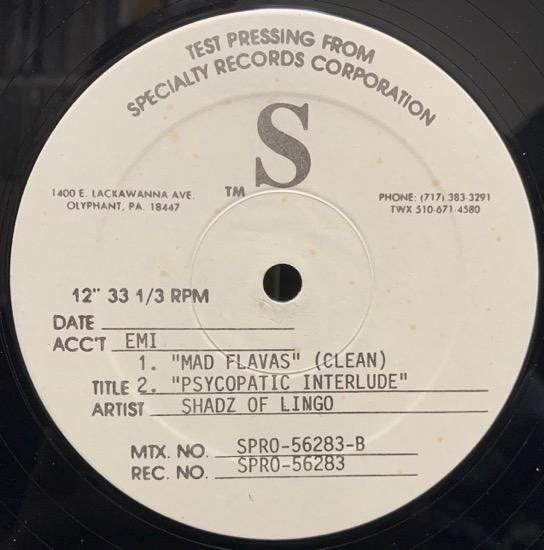 TEST PRESSING FROM
SPECIALTY RECORDS CORPORATION
S
TM
1400 E. LACKAWANNA AVE.
OLYPHANT, PA. 18447
PHONE: (717) 383-3291
TWX 510-671-4580
12" 33 1/3 RPM
DATE
ACC'T EMI
1. "MAD FLAVAS" (CLEAN)
TITLE 2. "PSYCOPATIC INTERLUDE"
ARTIST SHADZ OF LINGO
MTX. NO. SPRO-56283-B
REC. NO. SPRO-56283